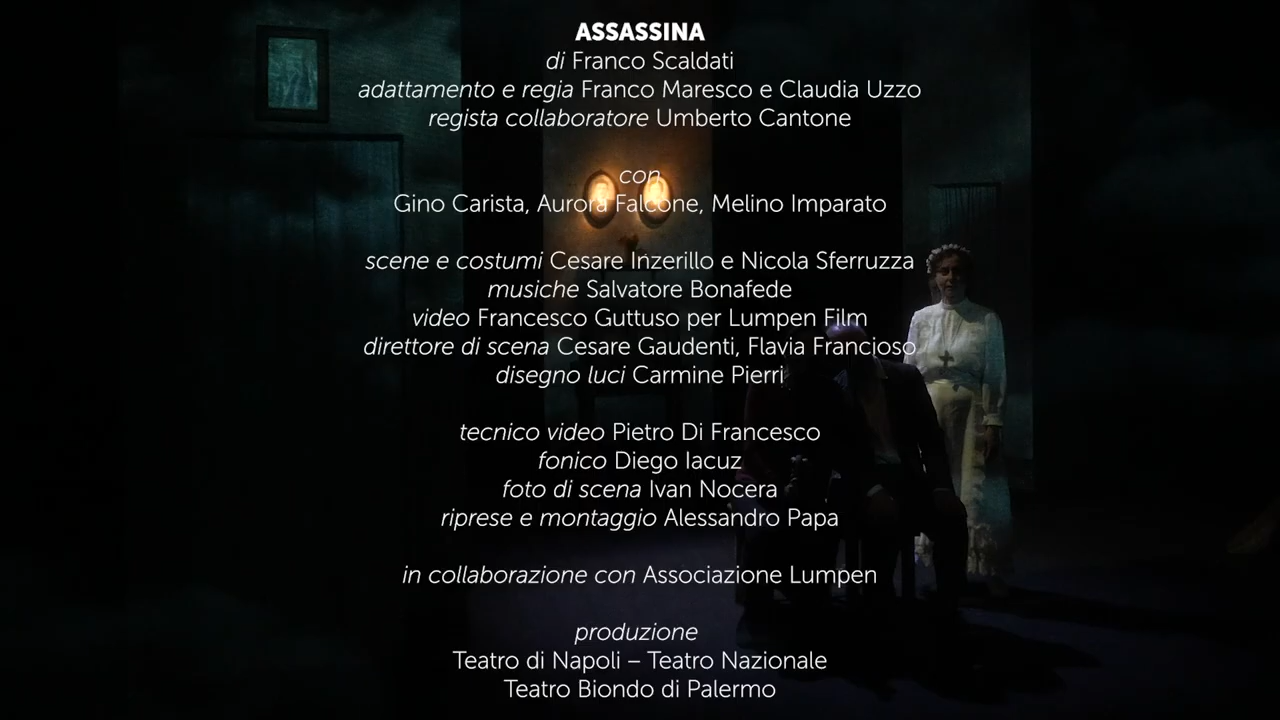 ASSASSINA
di Franco Scaldati
adattamento e regia Franco Maresco e Claudia Uzzo
regista collaboratore Umberto Cantone
con
Gino Carista, Aurora Falcone, Melino Imparato
scene e costumi Cesare Inzerillo e Nicola Sferruzza
musiche Salvatore Bonafede
video Francesco Guttuso per Lumpen Film
direttore di scena Cesare Gaudenti, Flavia Francioso
disegno luci Carmine Pierri
tecnico video Pietro Di Francesco
fonico Diego Iacuz
foto di scena Ivan Nocera
riprese e montaggio Alessandro Papa
in collaborazione con Associazione Lumpen
produzione
Teatro di Napoli – Teatro Nazionale
Teatro Biondo di Palermo